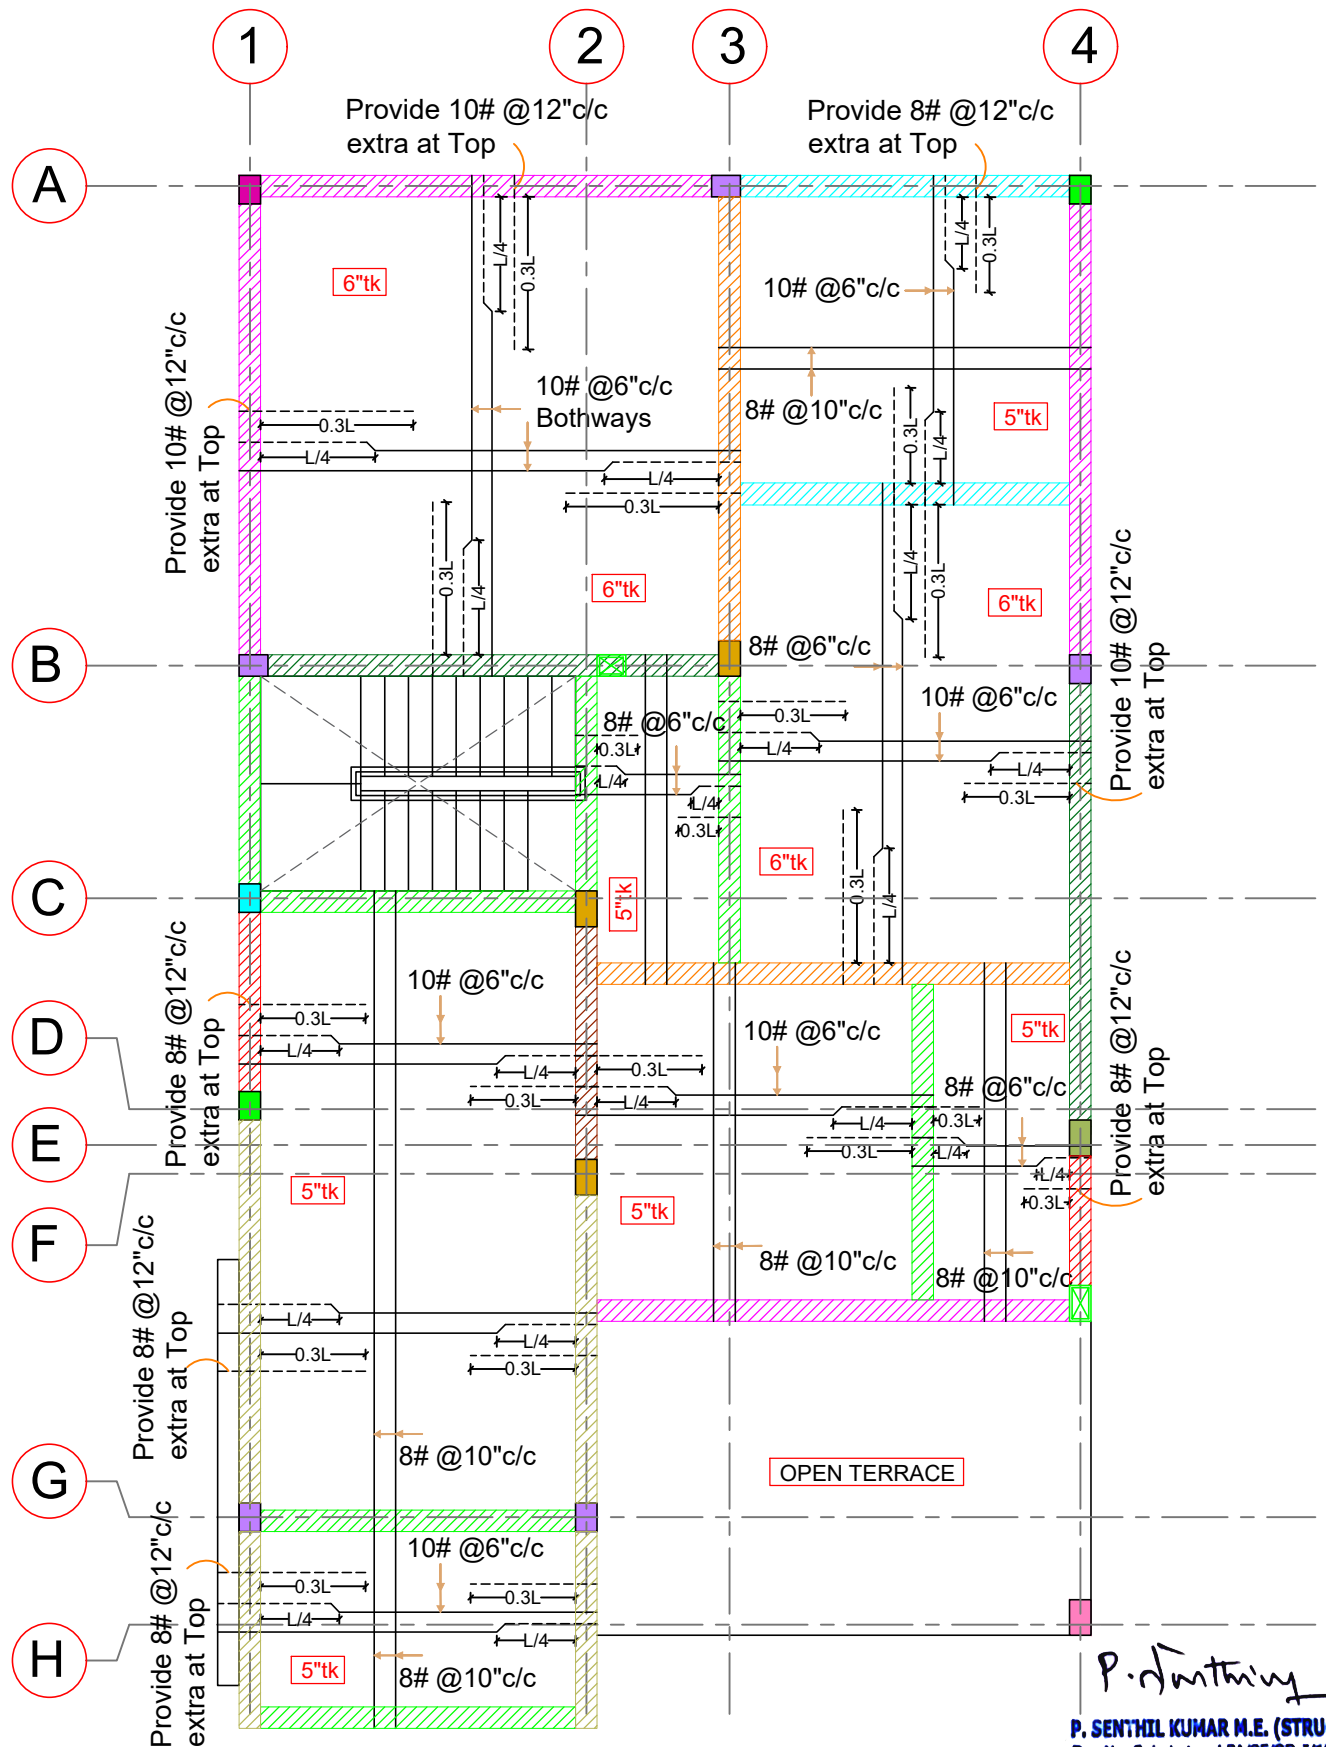 1
2
3
4
Provide 10# @12"c/c
extra at Top
Provide 8# @12"c/c
extra at Top
A
L/4
0.3L
L/4
0.3L
6"tk
10# @6"c/c
Provide 10# @12"c/c
extra at Top
10# @6"c/c
Bothways
8# @10"c/c
5"tk
0.3L
L/4
0.3L
L/4
L/4
0.3L
0.3L
L/4
L/4
0.3L
6"tk
6"tk
Provide 10# @12"c/c
extra at Top
B
8# @6"c/c
10# @6"c/c
8# @6"c/c
0.3L
0.3L
L/4
L/4
L/4
L/4
0.3L
0.3L
6"tk
0.3L
L/4
C
5"tk
Provide 8# @12"c/c
extra at Top
10# @6"c/c
0.3L
L/4
L/4
0.3L
0.3L
L/4
10# @6"c/c
5"tk
Provide 8# @12"c/c
extra at Top
D
8# @6"c/c
L/4
0.3L
0.3L
L/4
L/4
0.3L
E
5"tk
5"tk
F
8# @10"c/c
8# @10"c/c
Provide 8# @12"c/c
extra at Top
L/4
L/4
0.3L
0.3L
8# @10"c/c
OPEN TERRACE
G
Provide 8# @12"c/c
extra at Top
10# @6"c/c
0.3L
0.3L
L/4
L/4
H
5"tk
8# @10"c/c
P. SENTHIL KUMAR M.E. (STRU